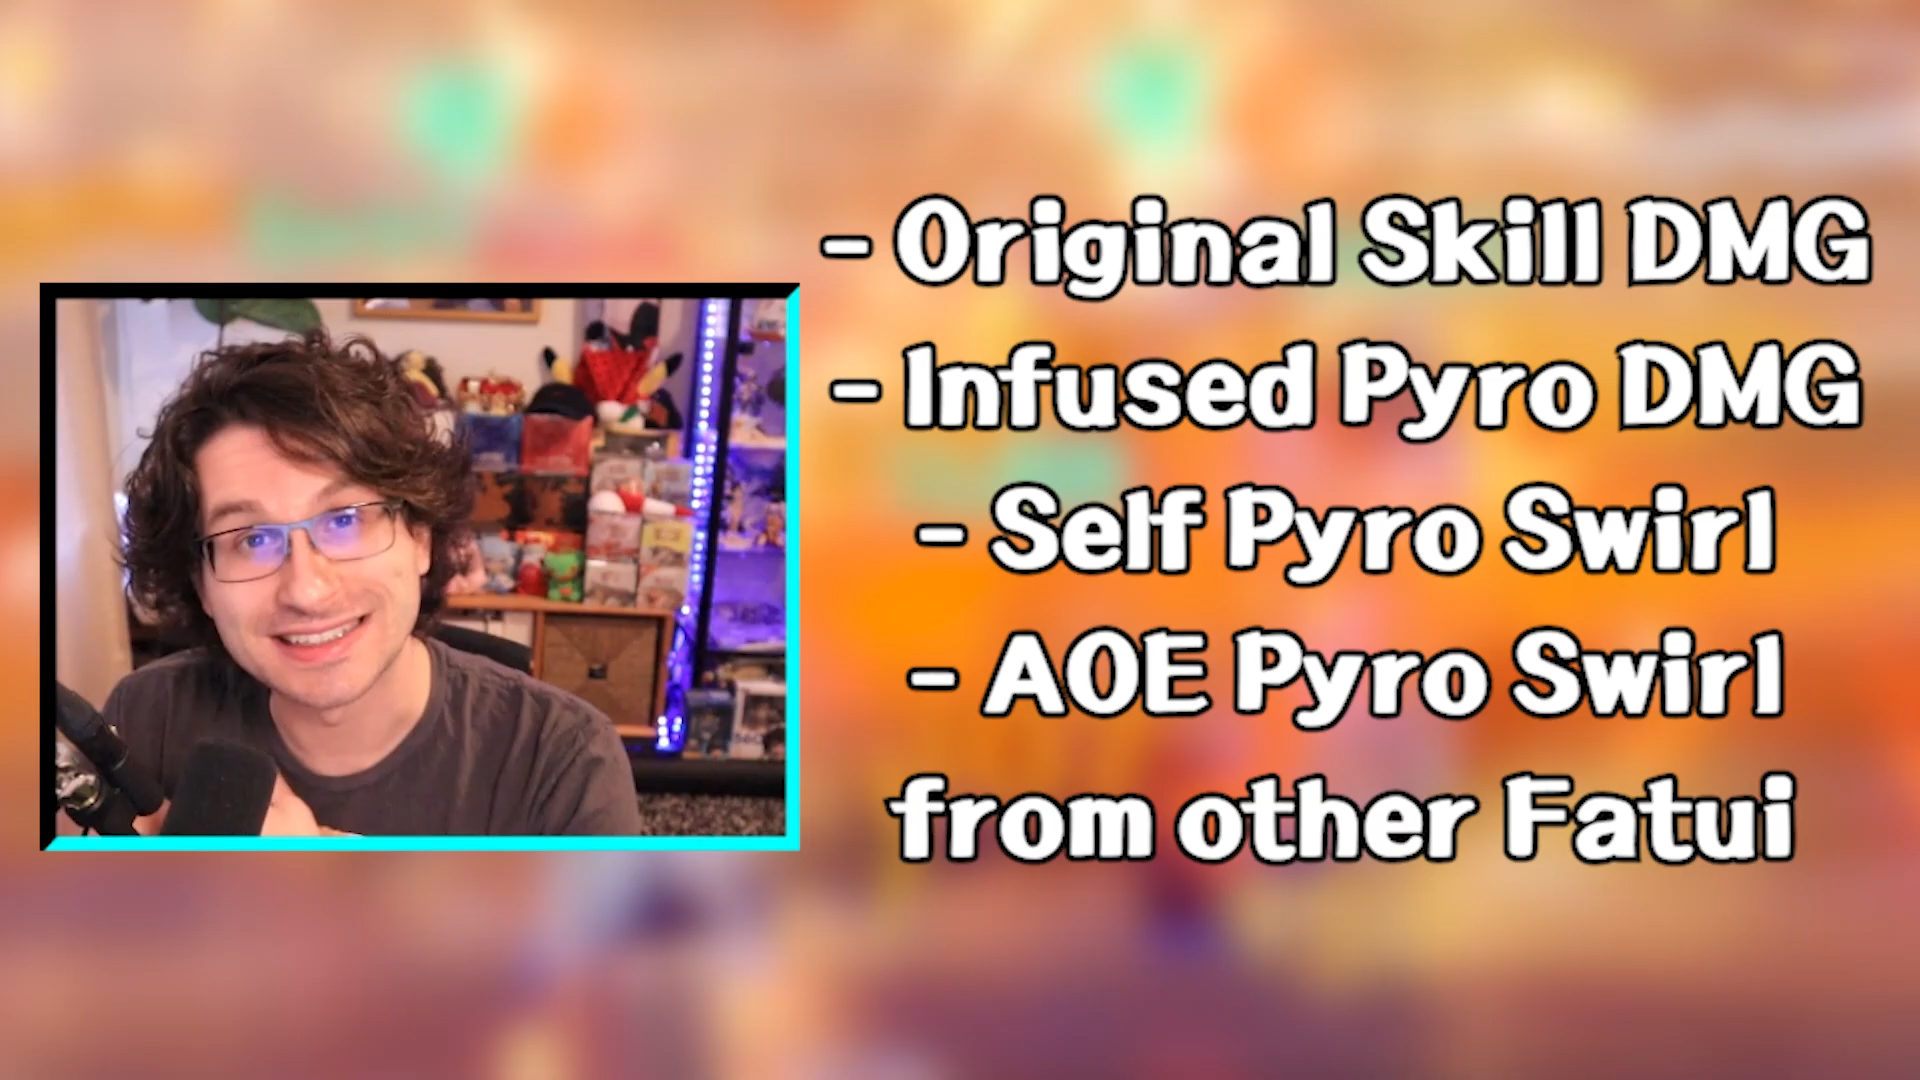 - Original Skill DMG
- Infused Pyro DMG
- Self Pyro Swirl
- AOE Pyro Swirl
from other Fatui